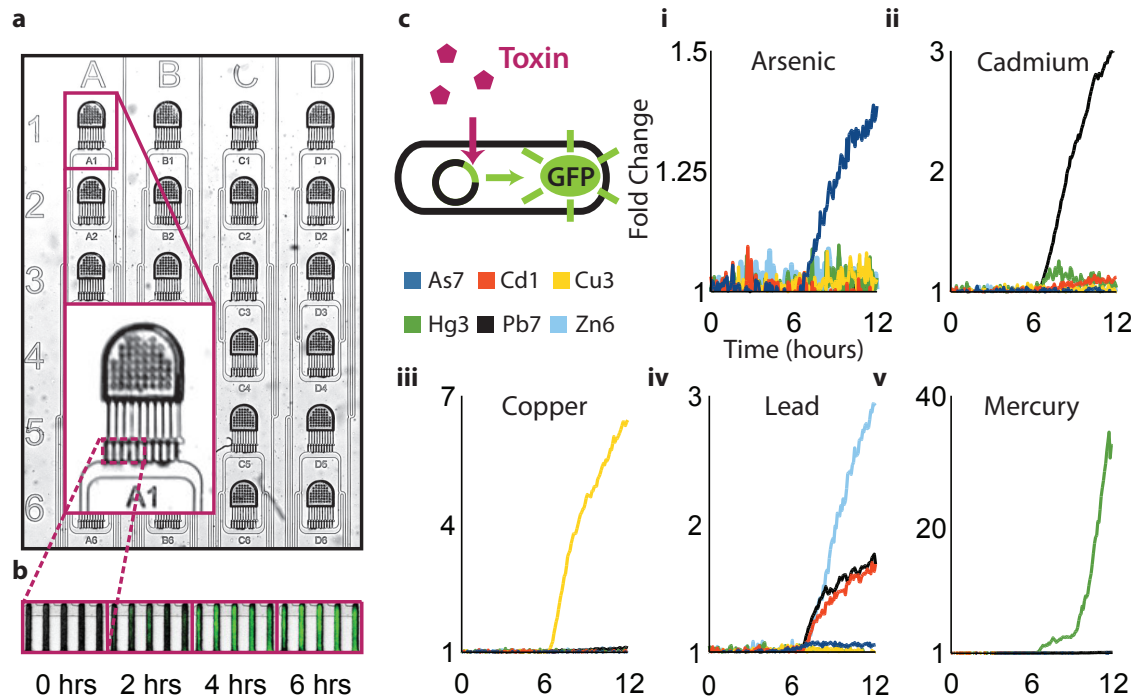 a
A B C D
1
A1 B1 C1 D1
2
A2 B2 C2 D2
3
C3 D3
4
C4 D4
5
C5 D5
A1
6
A6 B6 C6 D6
b
0 hrs 2 hrs 4 hrs 6 hrs
c
Toxin
GFP
As7 Cd1 Cu3
Hg3 Pb7 Zn6
i
1.5
Arsenic
1.25
Fold Change
1
0 6 12
Time (hours)
ii
3
Cadmium
2
1
0 6 12
iii
7
Copper
4
1
0 6 12
iv
3
Lead
2
1
0 6 12
v
40
Mercury
20
1
0 6 12